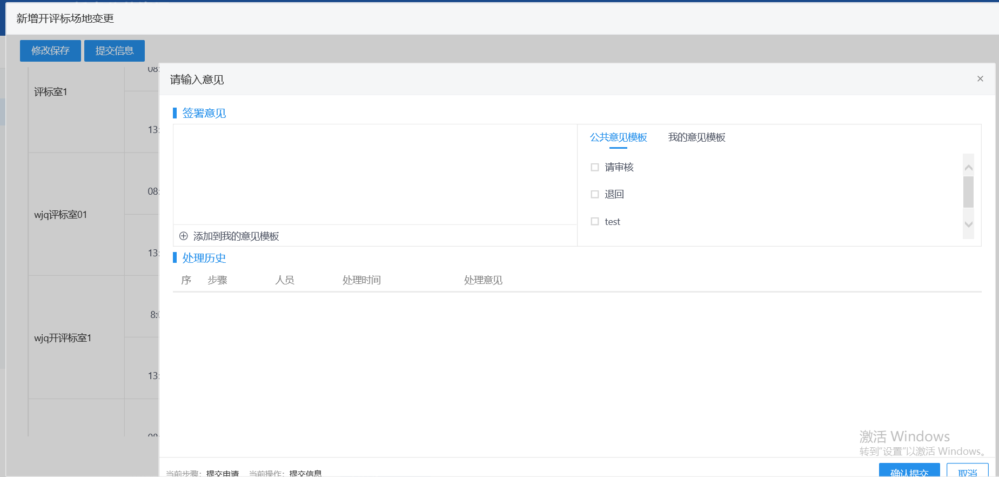 新增开评标场地变更
修改保存 提交信息
08:
请输入意见 ×
评标室1
签署意见
13:
公共意见模板 我的意见模板
请审核
08:
退回
wjq评标室01
test
添加到我的意见模板
13:
处理历史
序 步骤 人员 处理时间 处理意见
8:
wjq开评标室1
13:
激活 Windows
转到“设置”以激活 Windows。
当前步骤: 提交申请 当前操作: 提交信息
确认提交 取消